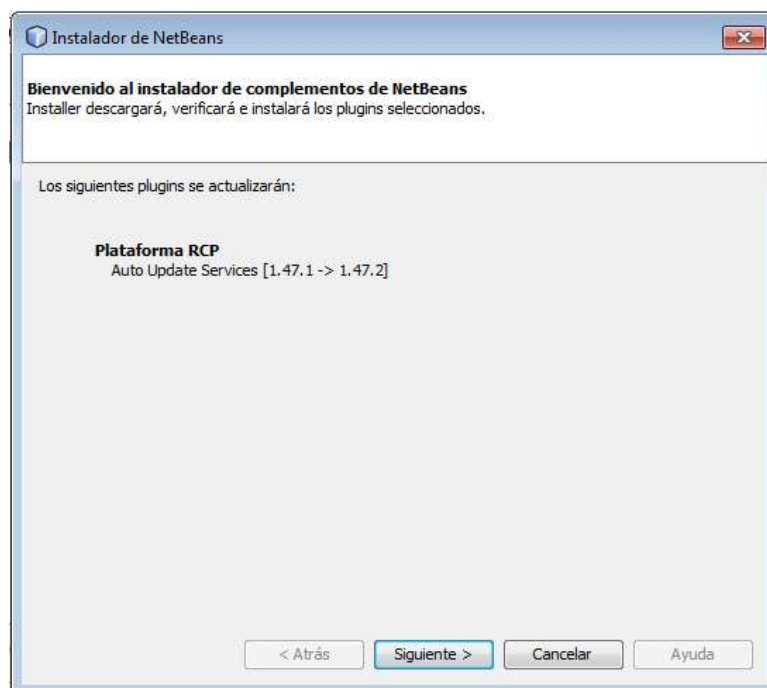 Instalador de NetBeans
Bienvenido al instalador de complementos de NetBeans
Installer descargará, verificará e instalará los plugins seleccionados.
Los siguientes plugins se actualizarán:
Plataforma RCP
Auto Update Services [1.47.1 -> 1.47.2]
< Atrás Siguiente > Cancelar Ayuda